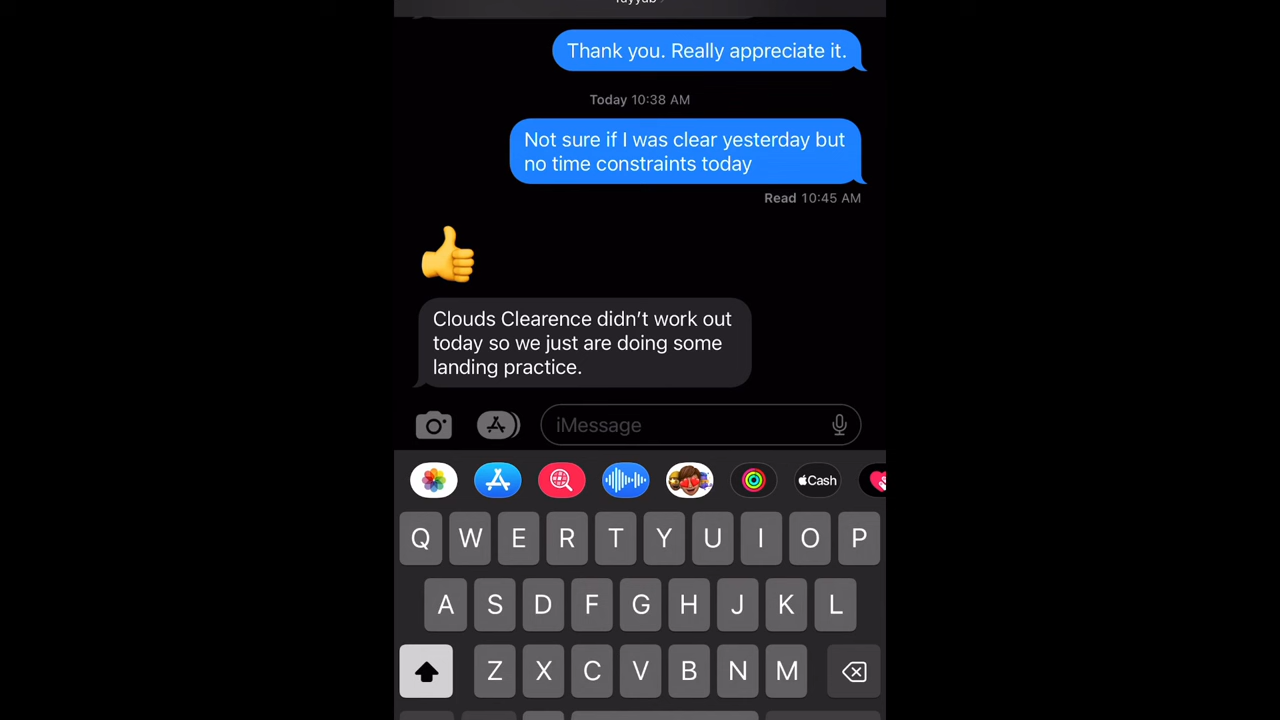 Thank you. Really appreciate it.
Today 10:38 AM
Not sure if I was clear yesterday but
no time constraints today
Read 10:45 AM
Clouds Clearence didn’t work out
today so we just are doing some
landing practice.
iMessage
Cash
Q W E R T Y U I O P
A S D F G H J K L
Z X C V B N M